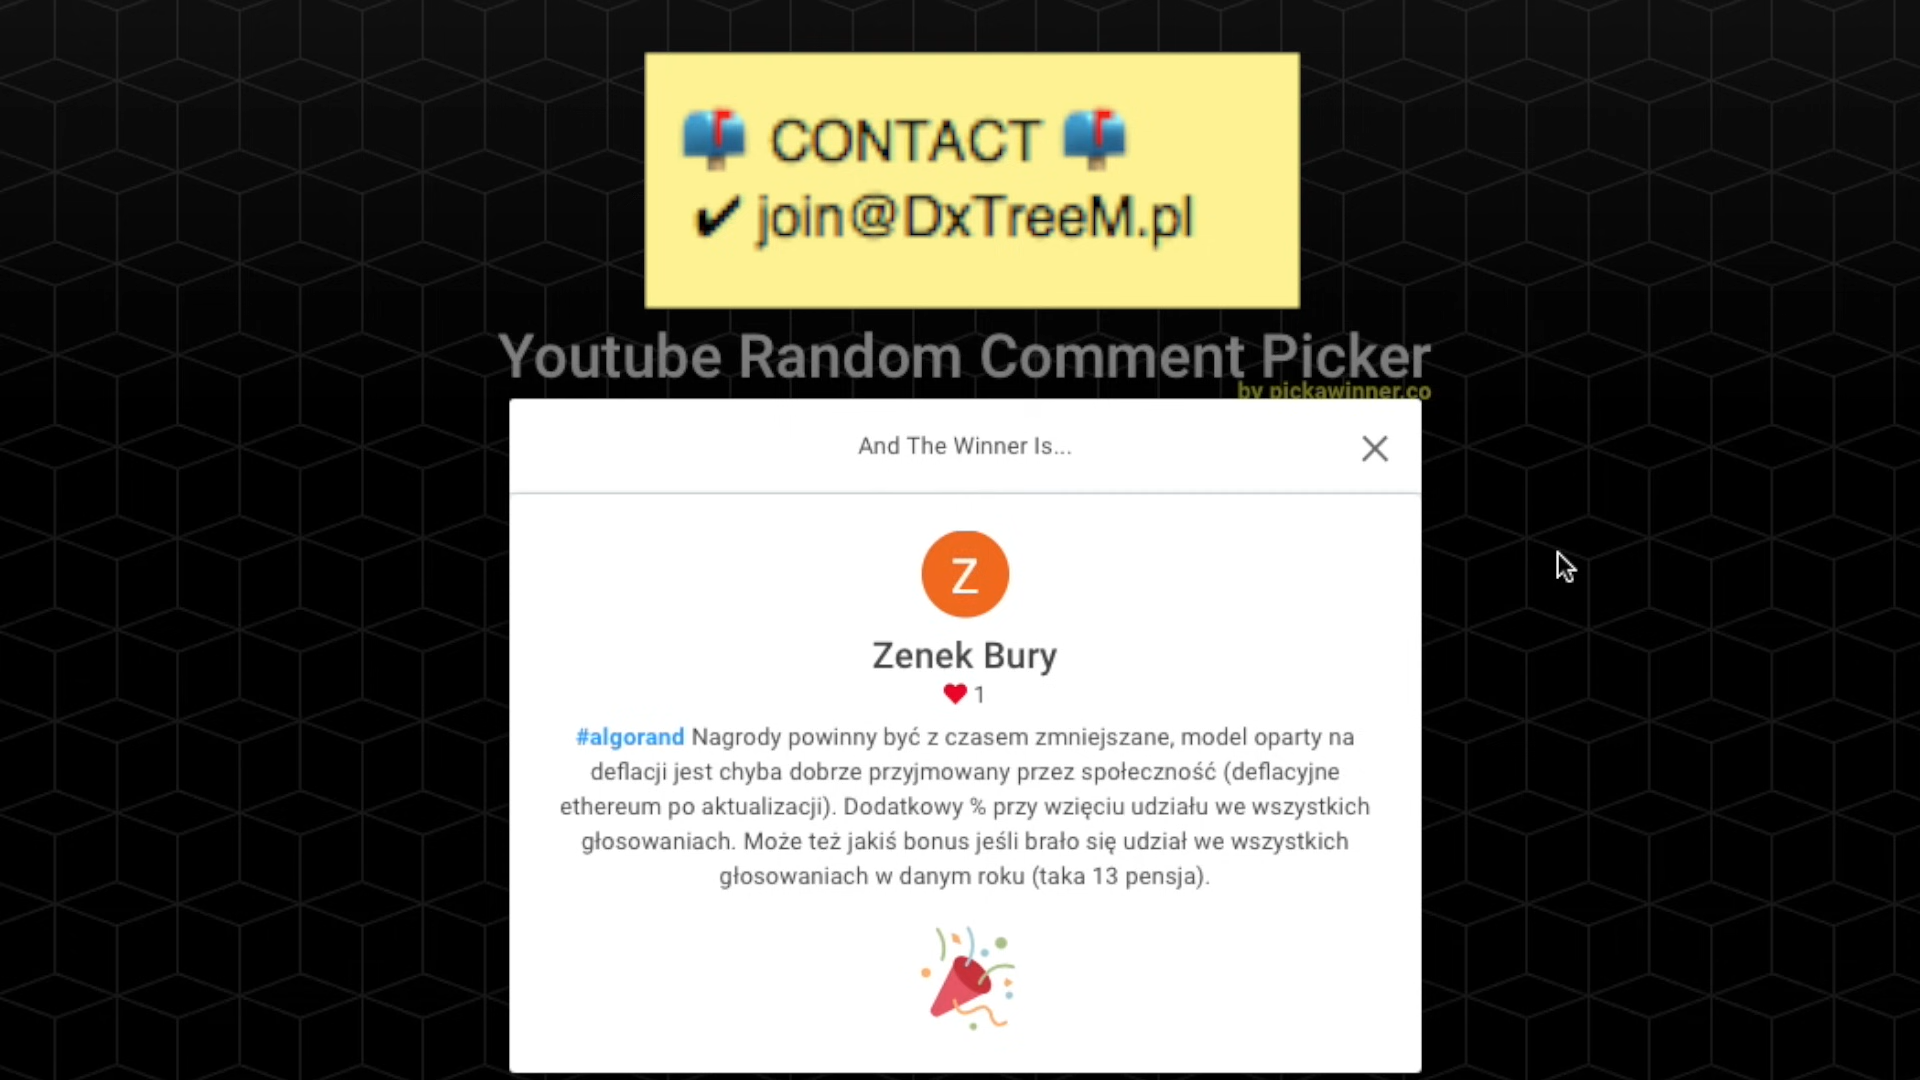 📫 CONTACT 📫
✔ join@DxTreeM.pl
Youtube Random Comment Picker
by pickawinner.co
And The Winner Is...
Z
Zenek Bury
❤ 1
#algorand Nagrody powinny być z czasem zmniejszane, model oparty na
deflacji jest chyba dobrze przyjmowany przez społeczność (deflacyjne
ethereum po aktualizacji). Dodatkowy % przy wzięciu udziału we wszystkich
głosowaniach. Może też jakiś bonus jeśli brało się udział we wszystkich
głosowaniach w danym roku (taka 13 pensja).